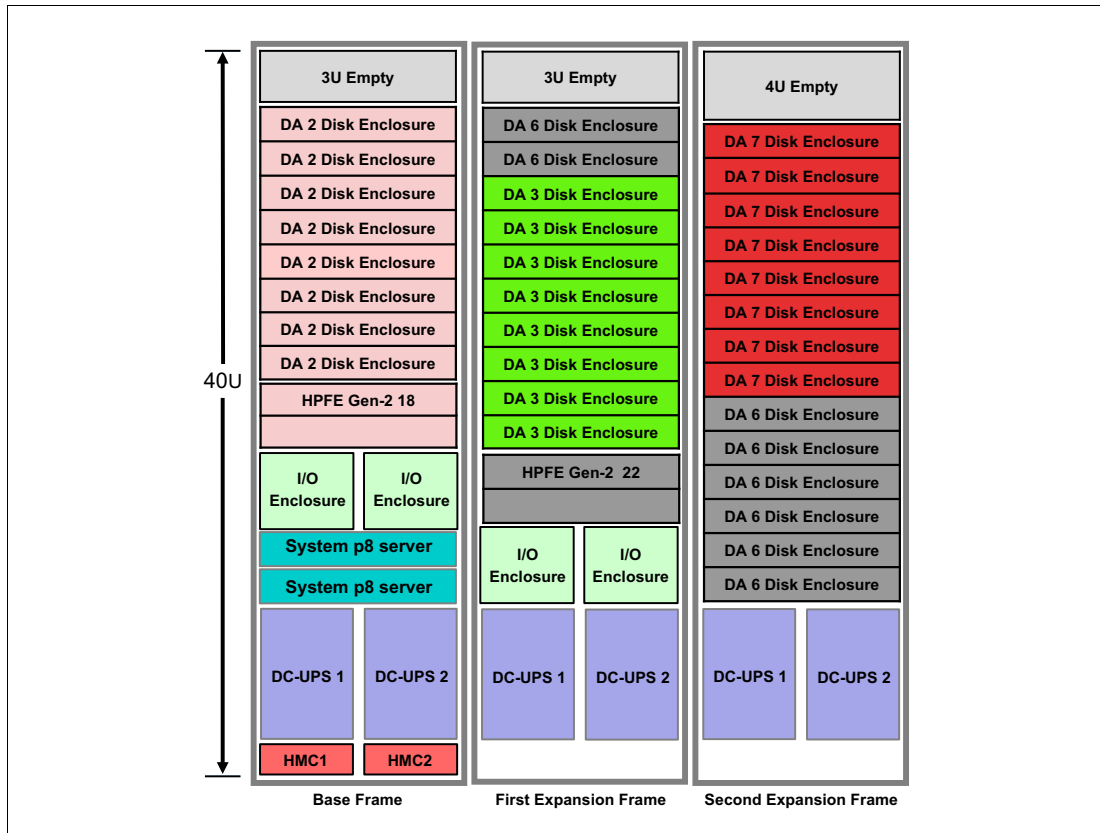 40U
3U Empty
DA 2 Disk Enclosure
DA 2 Disk Enclosure
DA 2 Disk Enclosure
DA 2 Disk Enclosure
DA 2 Disk Enclosure
DA 2 Disk Enclosure
DA 2 Disk Enclosure
DA 2 Disk Enclosure
HPFE Gen-2 18
I/O
Enclosure
I/O
Enclosure
System p8 server
System p8 server
DC-UPS 1
DC-UPS 2
HMC1
HMC2
Base Frame
3U Empty
DA 6 Disk Enclosure
DA 6 Disk Enclosure
DA 3 Disk Enclosure
DA 3 Disk Enclosure
DA 3 Disk Enclosure
DA 3 Disk Enclosure
DA 3 Disk Enclosure
DA 3 Disk Enclosure
DA 3 Disk Enclosure
DA 3 Disk Enclosure
HPFE Gen-2 22
I/O
Enclosure
I/O
Enclosure
DC-UPS 1
DC-UPS 2
First Expansion Frame
4U Empty
DA 7 Disk Enclosure
DA 7 Disk Enclosure
DA 7 Disk Enclosure
DA 7 Disk Enclosure
DA 7 Disk Enclosure
DA 7 Disk Enclosure
DA 7 Disk Enclosure
DA 7 Disk Enclosure
DA 6 Disk Enclosure
DA 6 Disk Enclosure
DA 6 Disk Enclosure
DA 6 Disk Enclosure
DA 6 Disk Enclosure
DA 6 Disk Enclosure
DC-UPS 1
DC-UPS 2
Second Expansion Frame